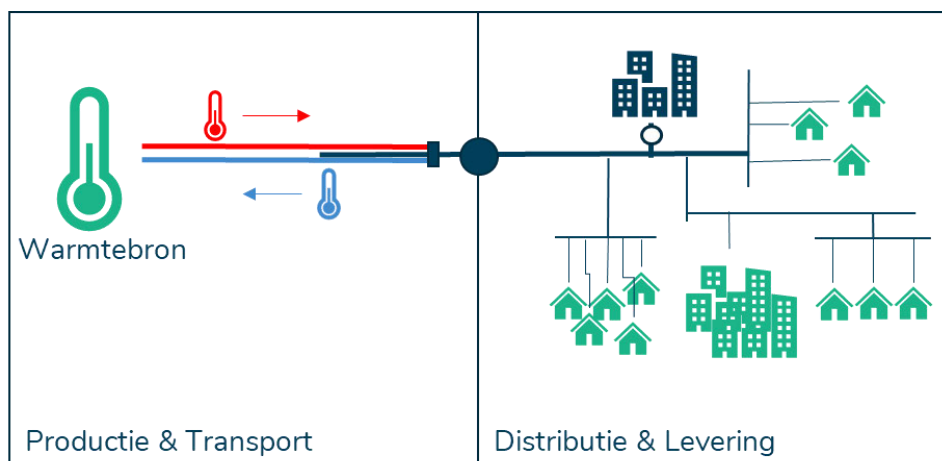 Warmtebron
Productie & Transport
Distributie & Levering